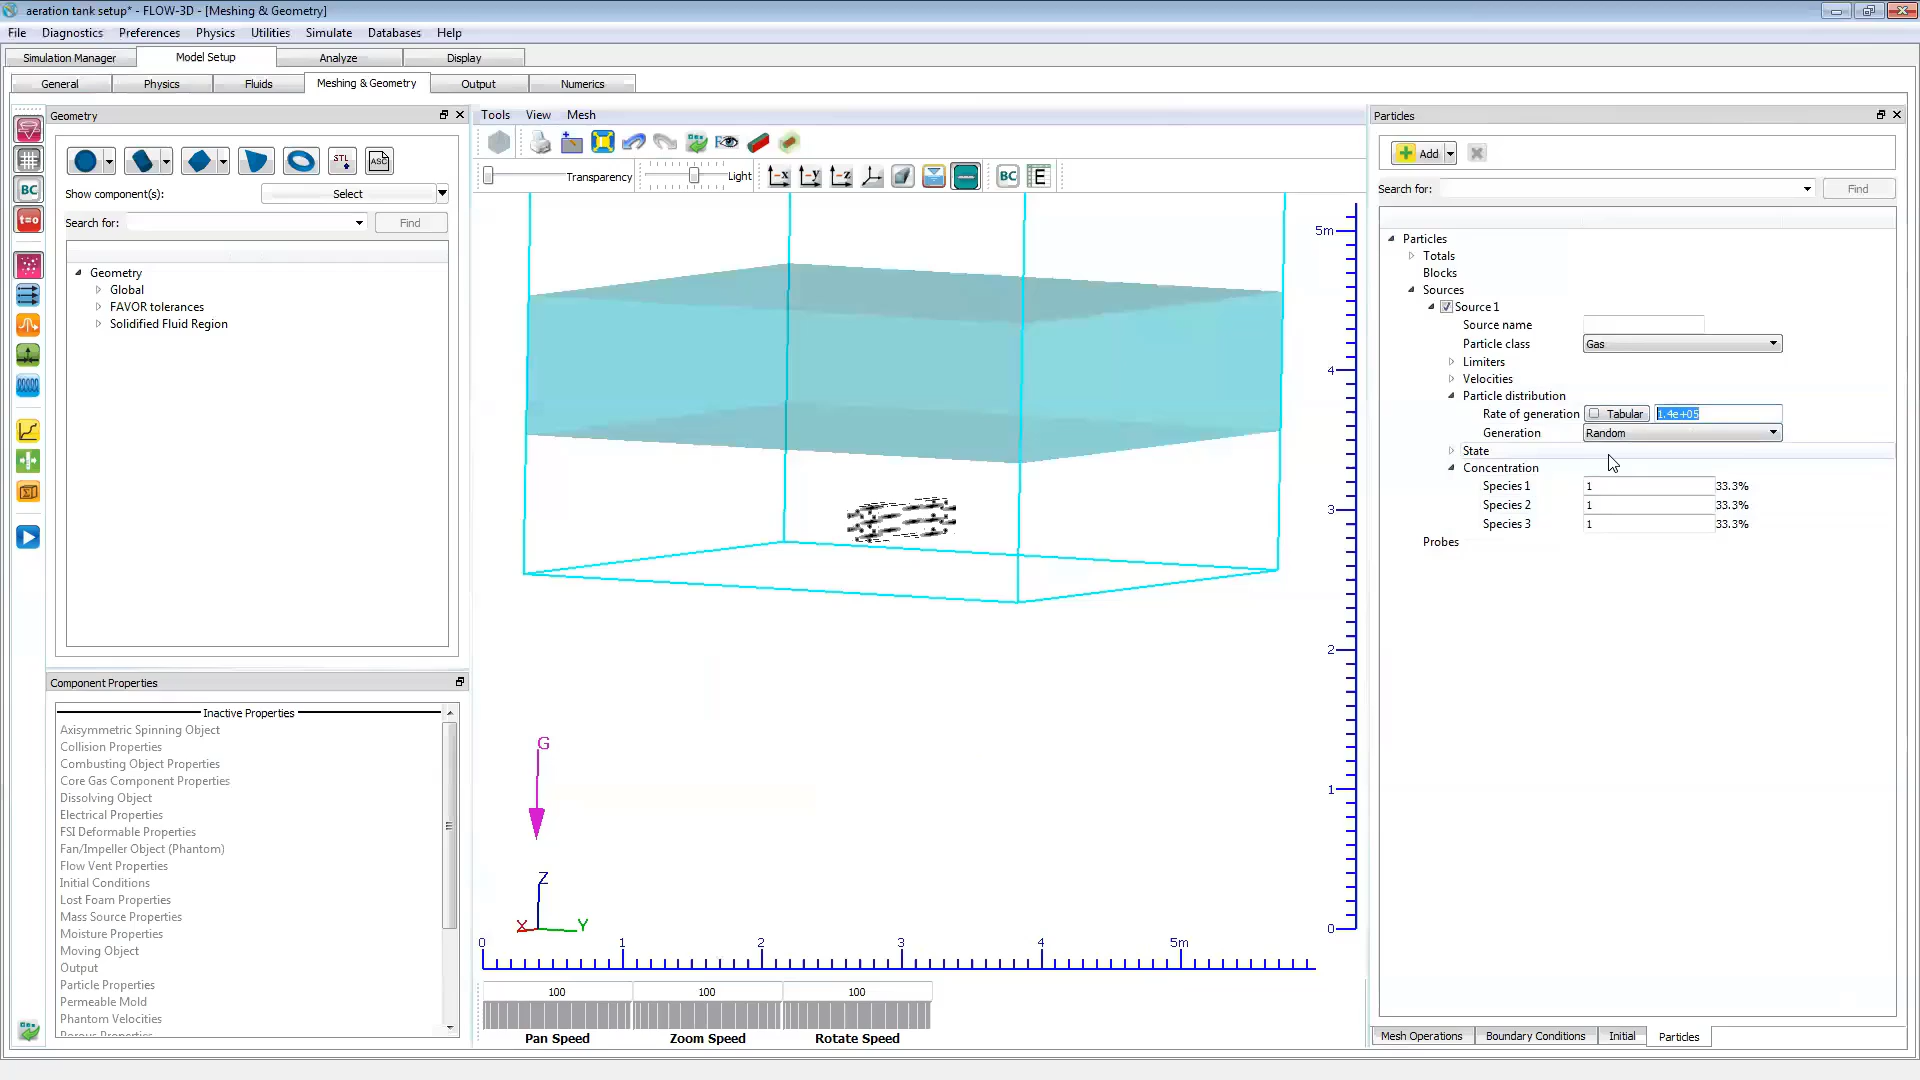 aeration tank setup* - FLOW-3D - [Meshing & Geometry]
File Diagnostics Preferences Physics Utilities Simulate Databases Help
Simulation Manager Model Setup Analyze Display
General Physics Fluids Meshing & Geometry Output Numerics
Geometry
STL
ASC
Show component(s): Select
Search for: Find
Geometry
Global
FAVOR tolerances
Solidified Fluid Region
BC
t=0
Component Properties
Inactive Properties
Axisymmetric Spinning Object
Collision Properties
Combusting Object Properties
Core Gas Component Properties
Dissolving Object
Electrical Properties
FSI Deformable Properties
Fan/Impeller Object (Phantom)
Flow Vent Properties
Initial Conditions
Lost Foam Properties
Mass Source Properties
Moisture Properties
Moving Object
Output
Particle Properties
Permeable Mold
Phantom Velocities
Porous Properties
Tools View Mesh
Transparency Light -x -y -z BC E
5m
4
3
2
1
0
G
Z
X Y
0 1 2 3 4 5m
100 100 100
Pan Speed Zoom Speed Rotate Speed
Particles
Add
Search for: Find
Particles
Totals
Blocks
Sources
Source 1
Source name
Particle class Gas
Limiters
Velocities
Particle distribution
Rate of generation Tabular 1.4e+05
Generation Random
State
Concentration
Species 1 1 33.3%
Species 2 1 33.3%
Species 3 1 33.3%
Probes
Mesh Operations Boundary Conditions Initial Particles